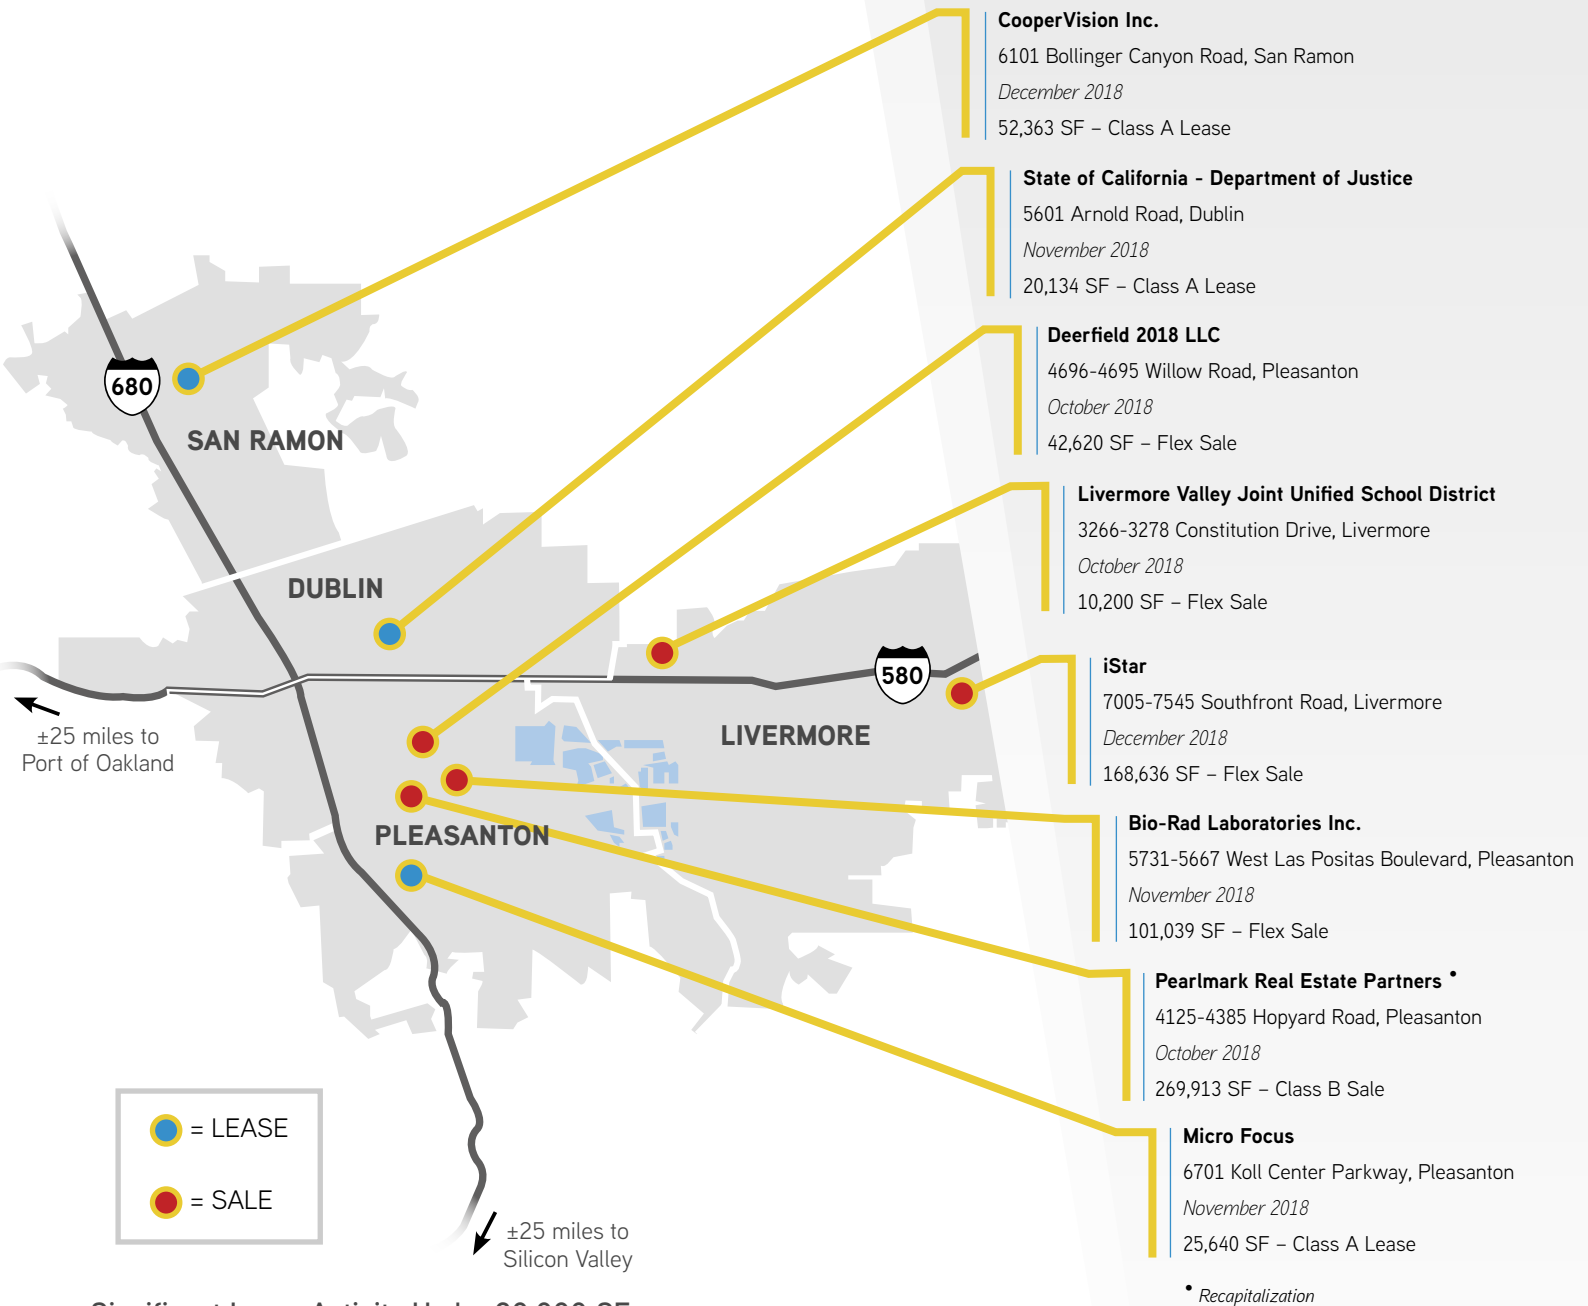 CooperVision Inc.
6101 Bollinger Canyon Road, San Ramon
December 2018
52,363 SF – Class A Lease
State of California - Department of Justice
5601 Arnold Road, Dublin
November 2018
20,134 SF – Class A Lease
Deerfield 2018 LLC
4696-4695 Willow Road, Pleasanton
October 2018
42,620 SF – Flex Sale
Livermore Valley Joint Unified School District
3266-3278 Constitution Drive, Livermore
October 2018
10,200 SF – Flex Sale
iStar
7005-7545 Southfront Road, Livermore
December 2018
168,636 SF – Flex Sale
Bio-Rad Laboratories Inc.
5731-5667 West Las Positas Boulevard, Pleasanton
November 2018
101,039 SF – Flex Sale
Pearlmark Real Estate Partners •
4125-4385 Hopyard Road, Pleasanton
October 2018
269,913 SF – Class B Sale
Micro Focus
6701 Koll Center Parkway, Pleasanton
November 2018
25,640 SF – Class A Lease
• Recapitalization
680
SAN RAMON
DUBLIN
580
LIVERMORE
±25 miles to
Port of Oakland
PLEASANTON
= LEASE
= SALE
±25 miles to
Silicon Valley